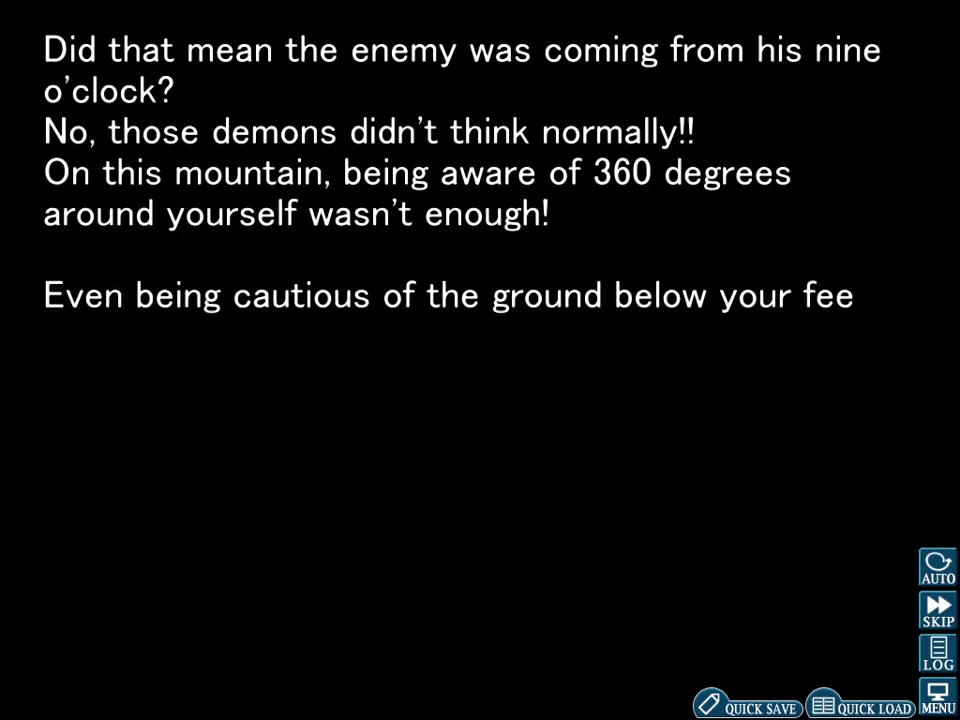 Did that mean the enemy was coming from his nine
o'clock?
No, those demons didn't think normally!!
On this mountain, being aware of 360 degrees
around yourself wasn't enough!
Even being cautious of the ground below your fee
AUTO
SKIP
LOG
MENU
QUICK SAVE
QUICK LOAD